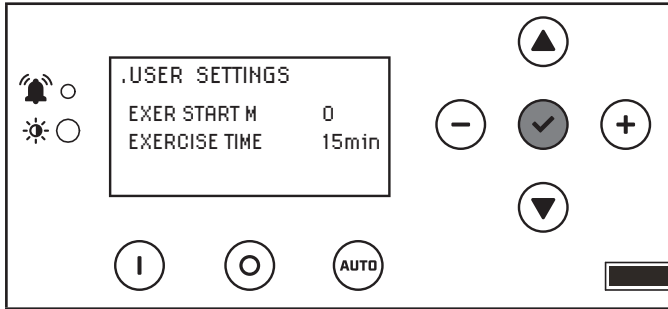 .USER SETTINGS
EXER START M 0
EXERCISE TIME 15min
AUTO